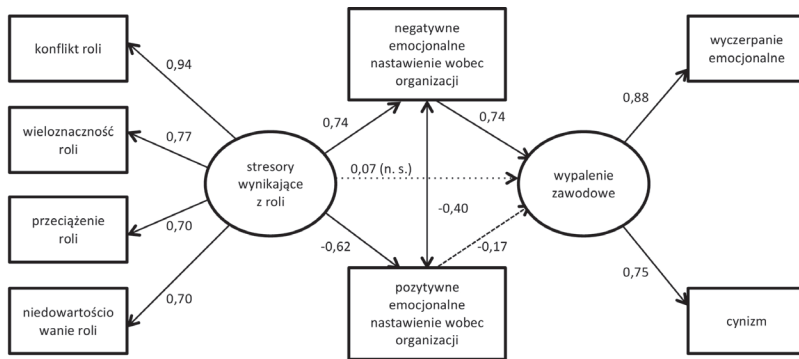 konflikt roli
wieloznaczność
roli
przeciążenie
roli
niedowartościo
wanie roli
0,94
0,77
0,70
0,70
stresory
wynikające
z roli
0,74
0,07 (n. s.)
-0,62
negatywne
emocjonalne
nastawienie wobec
organizacji
-0,40
pozytywne
emocjonalne
nastawienie wobec
organizacji
0,74
-0,17
wypalenie
zawodowe
0,88
0,75
wyczerpanie
emocjonalne
cynizm